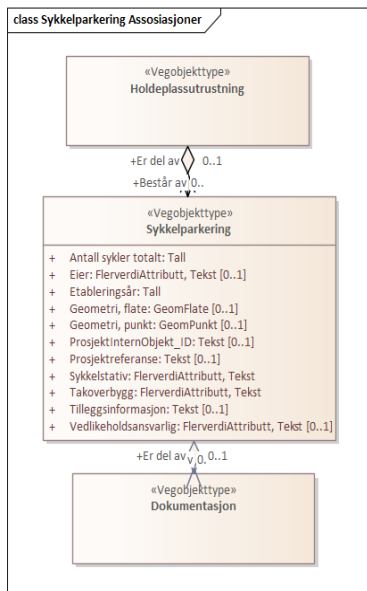 class Sykkelparkering Assosiasjoner
«Vegobjekttype»
Holdeplassutrustning
+Er del av 0..1
+Består av 0..
«Vegobjekttype»
Sykkelparkering
+ Antall sykler totalt: Tall
+ Eier: FlerverdiAttributt, Tekst [0..1]
+ Etableringsår: Tall
+ Geometri, flate: GeomFlate [0..1]
+ Geometri, punkt: GeomPunkt [0..1]
+ ProsjektInternObjekt_ID: Tekst [0..1]
+ Prosjektreferanse: Tekst [0..1]
+ Sykkelstativ: FlerverdiAttributt, Tekst
+ Takoverbygg: FlerverdiAttributt, Tekst
+ Tilleggsinformasjon: Tekst [0..1]
+ Vedlikeholdsansvarlig: FlerverdiAttributt, Tekst [0..1]
+Er del av 0..1
«Vegobjekttype»
Dokumentasjon